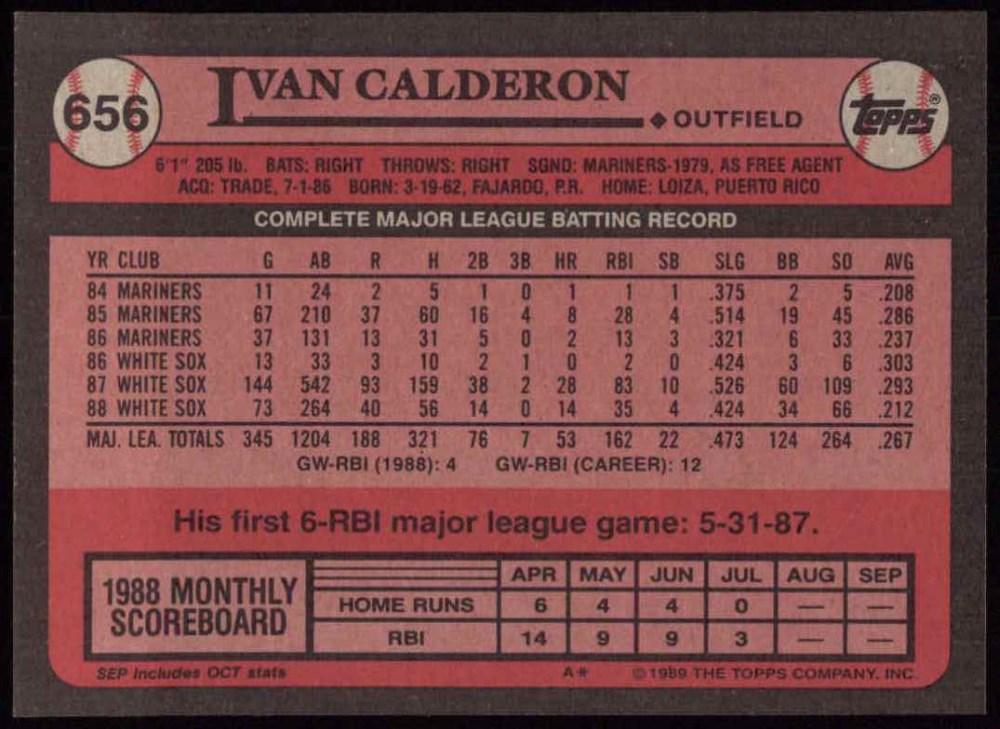 656
IVAN CALDERON
◆ OUTFIELD
Topps®
6'1" 205 lb. BATS: RIGHT THROWS: RIGHT SGND: MARINERS-1979, AS FREE AGENT
ACQ: TRADE, 7-1-86 BORN: 3-19-62, FAJARDO, P.R. HOME: LOIZA, PUERTO RICO
COMPLETE MAJOR LEAGUE BATTING RECORD
YR CLUB G AB R H 2B 3B HR RBI SB SLG BB SO AVG
84 MARINERS 11 24 2 5 1 0 1 1 1 .375 2 5 .208
85 MARINERS 67 210 37 60 16 4 8 28 4 .514 19 45 .286
86 MARINERS 37 131 13 31 5 0 2 13 3 .321 6 33 .237
86 WHITE SOX 13 33 3 10 2 1 0 2 0 .424 3 6 .303
87 WHITE SOX 144 542 93 159 38 2 28 83 10 .526 60 109 .293
88 WHITE SOX 73 264 40 56 14 0 14 35 4 .424 34 66 .212
MAJ. LEA. TOTALS 345 1204 188 321 76 7 53 162 22 .473 124 264 .267
GW-RBI (1988): 4 GW-RBI (CAREER): 12
His first 6-RBI major league game: 5-31-87.
1988 MONTHLY
SCOREBOARD
APR MAY JUN JUL AUG SEP
HOME RUNS 6 4 4 0 — —
RBI 14 9 9 3 — —
SEP Includes OCT stats
A* © 1989 THE TOPPS COMPANY, INC.